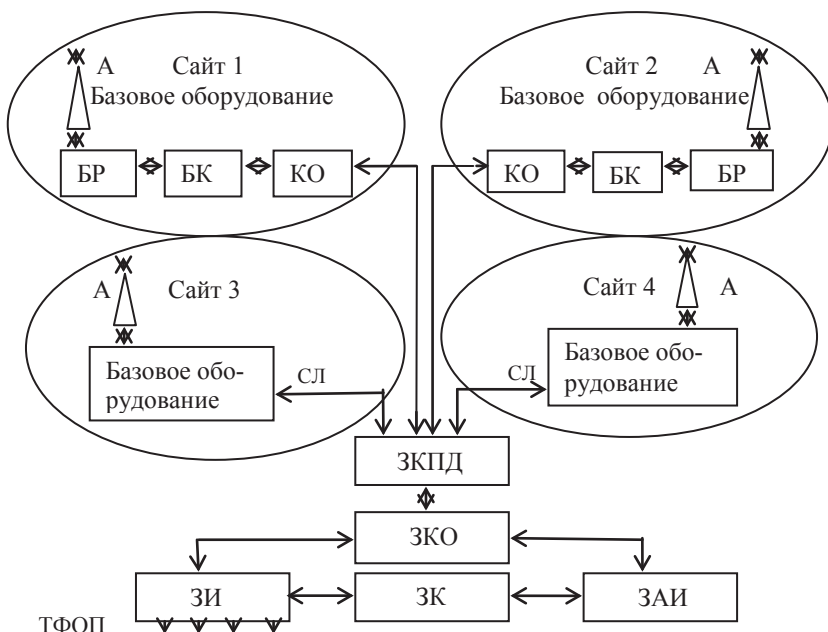 А Сайт 1
Базовое оборудование
БР БК КО
Сайт 2 А
Базовое оборудование
КО БК БР
А Сайт 3
Базовое обо-
рудование
СЛ
Сайт 4 А
Базовое обо-
рудование
СЛ
ЗКПД
ЗКО
ЗИ ЗК ЗАИ
ТФОП